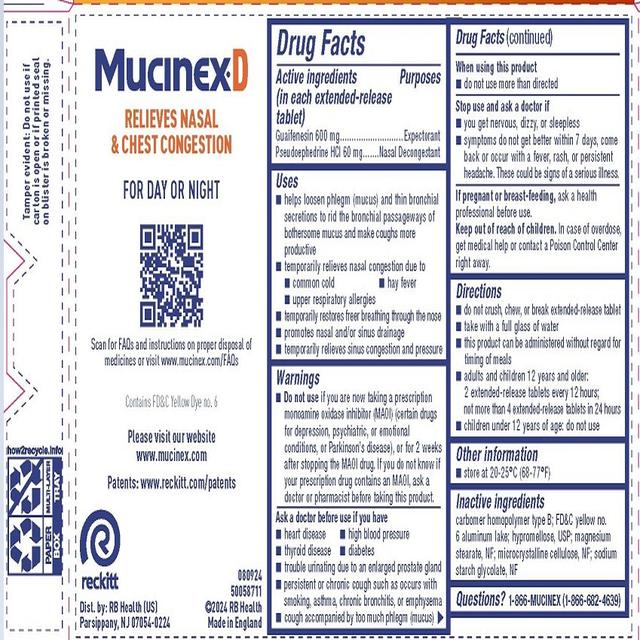 Tamper evident: Do not use if
carton is open or if printed seal
on blister is broken or missing.
how2recycle.info
PAPER
BOX
MULTI-LAYER
TRAY
Mucinex·D
RELIEVES NASAL
& CHEST CONGESTION
FOR DAY OR NIGHT
Scan for FAQs and instructions on proper disposal of
medicines or visit www.mucinex.com/FAQs
Contains FD&C Yellow Dye no. 6
Please visit our website
www.mucinex.com
Patents: www.reckitt.com/patents
reckitt
080924
50058711
Dist. by: RB Health (US)
Parsippany, NJ 07054-0224
©2024 RB Health
Made in England
Drug Facts
Active ingredients Purposes
(in each extended-release
tablet)
Guaifenesin 600 mg........................Expectorant
Pseudoephedrine HCl 60 mg.......Nasal Decongestant
Uses
■ helps loosen phlegm (mucus) and thin bronchial
secretions to rid the bronchial passageways of
bothersome mucus and make coughs more
productive
■ temporarily relieves nasal congestion due to
■ common cold ■ hay fever
■ upper respiratory allergies
■ temporarily restores freer breathing through the nose
■ promotes nasal and/or sinus drainage
■ temporarily relieves sinus congestion and pressure
Warnings
■ Do not use if you are now taking a prescription
monoamine oxidase inhibitor (MAOI) (certain drugs
for depression, psychiatric, or emotional
conditions, or Parkinson's disease), or for 2 weeks
after stopping the MAOI drug. If you do not know if
your prescription drug contains an MAOI, ask a
doctor or pharmacist before taking this product.
Ask a doctor before use if you have
■ heart disease ■ high blood pressure
■ thyroid disease ■ diabetes
■ trouble urinating due to an enlarged prostate gland
■ persistent or chronic cough such as occurs with
smoking, asthma, chronic bronchitis, or emphysema
■ cough accompanied by too much phlegm (mucus) ▶
Drug Facts (continued)
When using this product
■ do not use more than directed
Stop use and ask a doctor if
■ you get nervous, dizzy, or sleepless
■ symptoms do not get better within 7 days, come
back or occur with a fever, rash, or persistent
headache. These could be signs of a serious illness.
If pregnant or breast-feeding, ask a health
professional before use.
Keep out of reach of children. In case of overdose,
get medical help or contact a Poison Control Center
right away.
Directions
■ do not crush, chew, or break extended-release tablet
■ take with a full glass of water
■ this product can be administered without regard for
timing of meals
■ adults and children 12 years and older:
2 extended-release tablets every 12 hours;
not more than 4 extended-release tablets in 24 hours
■ children under 12 years of age: do not use
Other information
■ store at 20-25°C (68-77°F)
Inactive ingredients
carbomer homopolymer type B; FD&C yellow no.
6 aluminum lake; hypromellose, USP; magnesium
stearate, NF; microcrystalline cellulose, NF; sodium
starch glycolate, NF
Questions? 1-866-MUCINEX (1-866-682-4639)